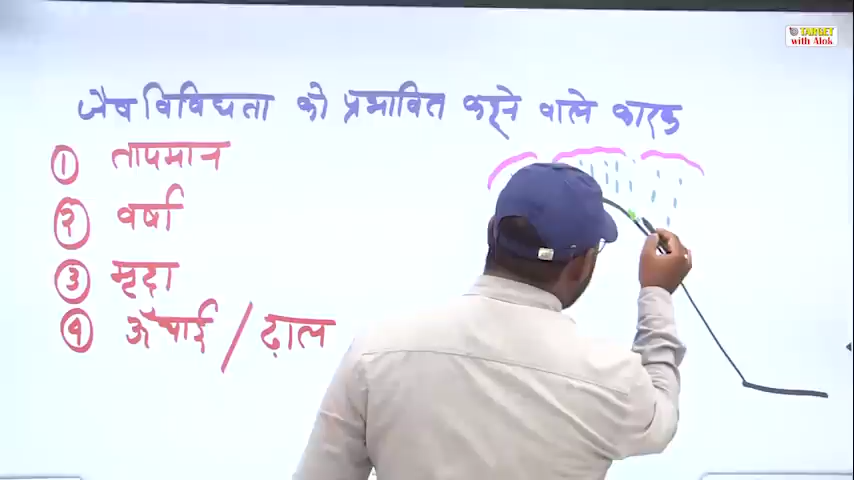 TARGET
with Alok
जैव विविधता को प्रभावित करने वाले कारक
① तापमान
② वर्षा
③ मृदा
④ ऊँचाई / ढाल